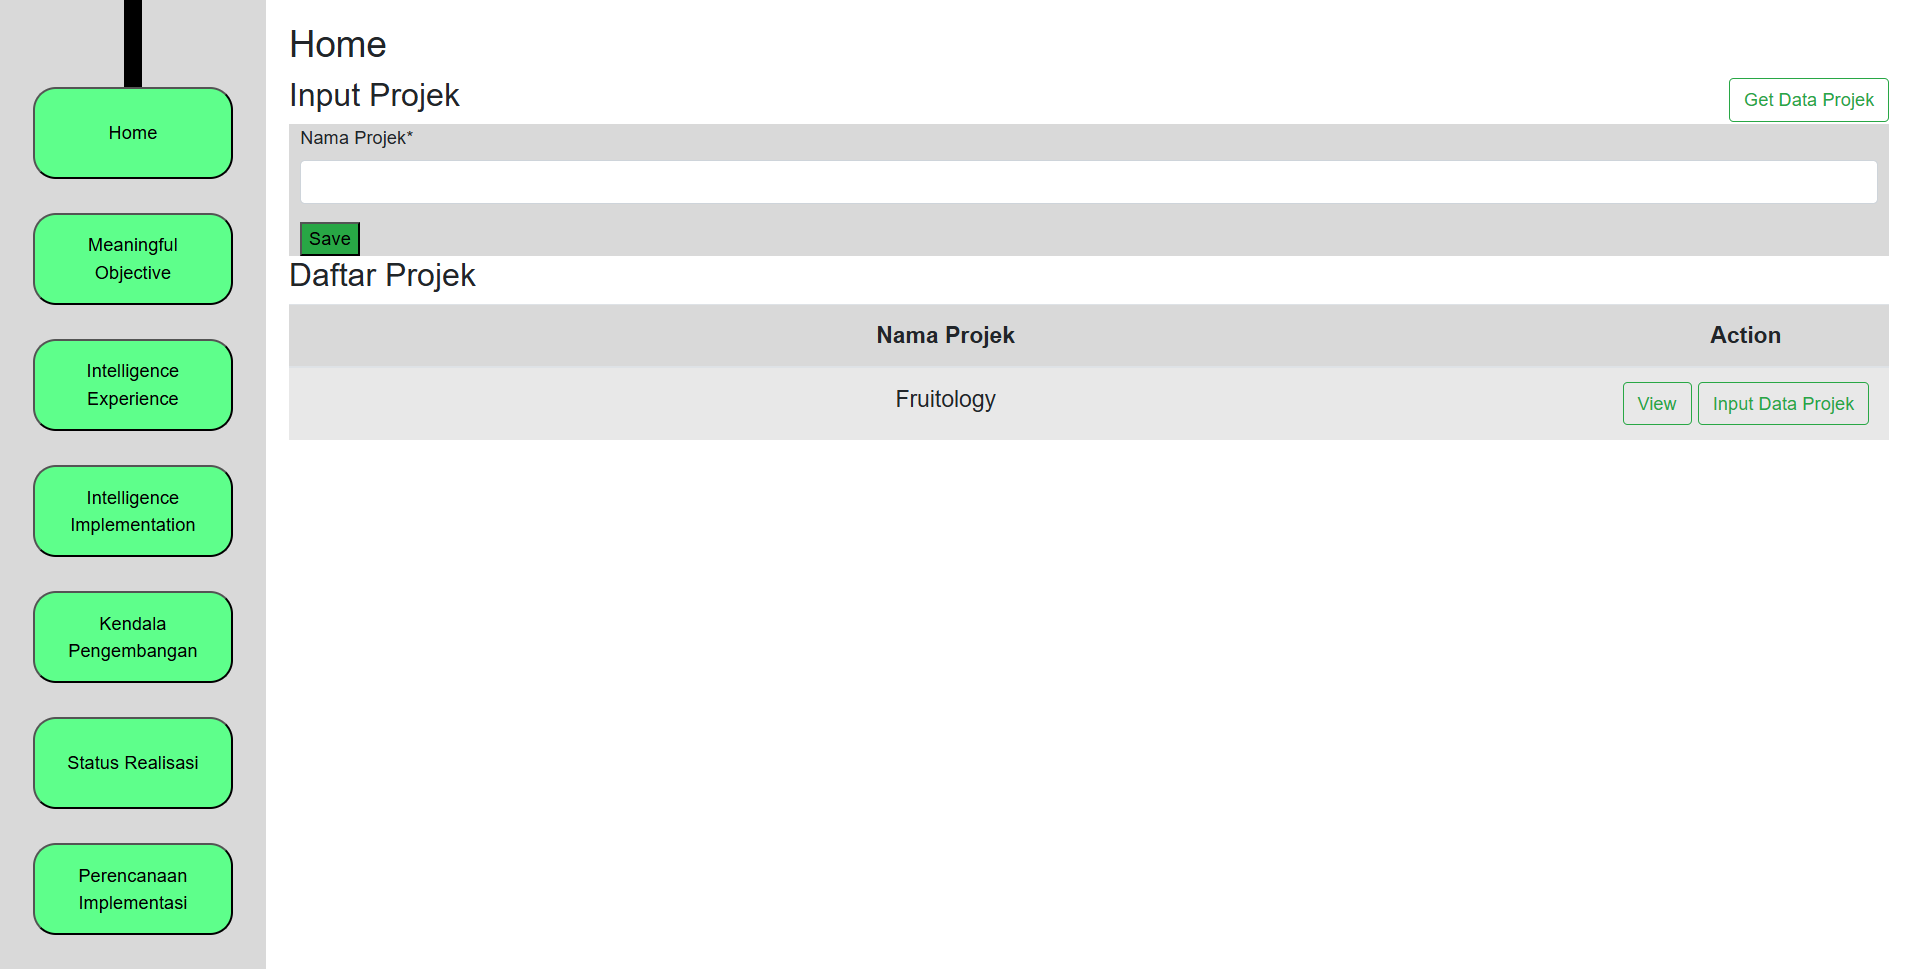 Home
Meaningful
Objective
Intelligence
Experience
Intelligence
Implementation
Kendala
Pengembangan
Status Realisasi
Perencanaan
Implementasi
Home
Input Projek
Get Data Projek
Nama Projek*
Save
Daftar Projek
Nama Projek Action
Fruitology View Input Data Projek